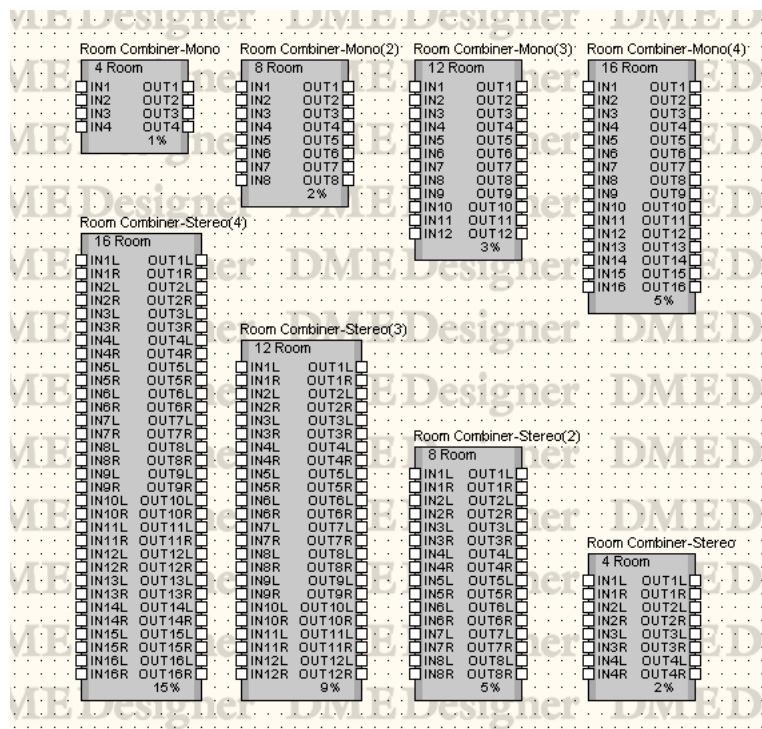 Room Combiner-Mono
4 Room
IN1 OUT1
IN2 OUT2
IN3 OUT3
IN4 OUT4
1%
Room Combiner-Mono(2)
8 Room
IN1 OUT1
IN2 OUT2
IN3 OUT3
IN4 OUT4
IN5 OUT5
IN6 OUT6
IN7 OUT7
IN8 OUT8
2%
Room Combiner-Mono(3)
12 Room
IN1 OUT1
IN2 OUT2
IN3 OUT3
IN4 OUT4
IN5 OUT5
IN6 OUT6
IN7 OUT7
IN8 OUT8
IN9 OUT9
IN10 OUT10
IN11 OUT11
IN12 OUT12
3%
Room Combiner-Mono(4)
16 Room
IN1 OUT1
IN2 OUT2
IN3 OUT3
IN4 OUT4
IN5 OUT5
IN6 OUT6
IN7 OUT7
IN8 OUT8
IN9 OUT9
IN10 OUT10
IN11 OUT11
IN12 OUT12
IN13 OUT13
IN14 OUT14
IN15 OUT15
IN16 OUT16
5%
Room Combiner-Stereo(4)
16 Room
IN1L OUT1L
IN1R OUT1R
IN2L OUT2L
IN2R OUT2R
IN3L OUT3L
IN3R OUT3R
IN4L OUT4L
IN4R OUT4R
IN5L OUT5L
IN5R OUT5R
IN6L OUT6L
IN6R OUT6R
IN7L OUT7L
IN7R OUT7R
IN8L OUT8L
IN8R OUT8R
IN9L OUT9L
IN9R OUT9R
IN10L OUT10L
IN10R OUT10R
IN11L OUT11L
IN11R OUT11R
IN12L OUT12L
IN12R OUT12R
IN13L OUT13L
IN13R OUT13R
IN14L OUT14L
IN14R OUT14R
IN15L OUT15L
IN15R OUT15R
IN16L OUT16L
IN16R OUT16R
15%
Room Combiner-Stereo(3)
12 Room
IN1L OUT1L
IN1R OUT1R
IN2L OUT2L
IN2R OUT2R
IN3L OUT3L
IN3R OUT3R
IN4L OUT4L
IN4R OUT4R
IN5L OUT5L
IN5R OUT5R
IN6L OUT6L
IN6R OUT6R
IN7L OUT7L
IN7R OUT7R
IN8L OUT8L
IN8R OUT8R
IN9L OUT9L
IN9R OUT9R
IN10L OUT10L
IN10R OUT10R
IN11L OUT11L
IN11R OUT11R
IN12L OUT12L
IN12R OUT12R
9%
Room Combiner-Stereo(2)
8 Room
IN1L OUT1L
IN1R OUT1R
IN2L OUT2L
IN2R OUT2R
IN3L OUT3L
IN3R OUT3R
IN4L OUT4L
IN4R OUT4R
IN5L OUT5L
IN5R OUT5R
IN6L OUT6L
IN6R OUT6R
IN7L OUT7L
IN7R OUT7R
IN8L OUT8L
IN8R OUT8R
5%
Room Combiner-Stereo
4 Room
IN1L OUT1L
IN1R OUT1R
IN2L OUT2L
IN2R OUT2R
IN3L OUT3L
IN3R OUT3R
IN4L OUT4L
IN4R OUT4R
2%
DME Designer